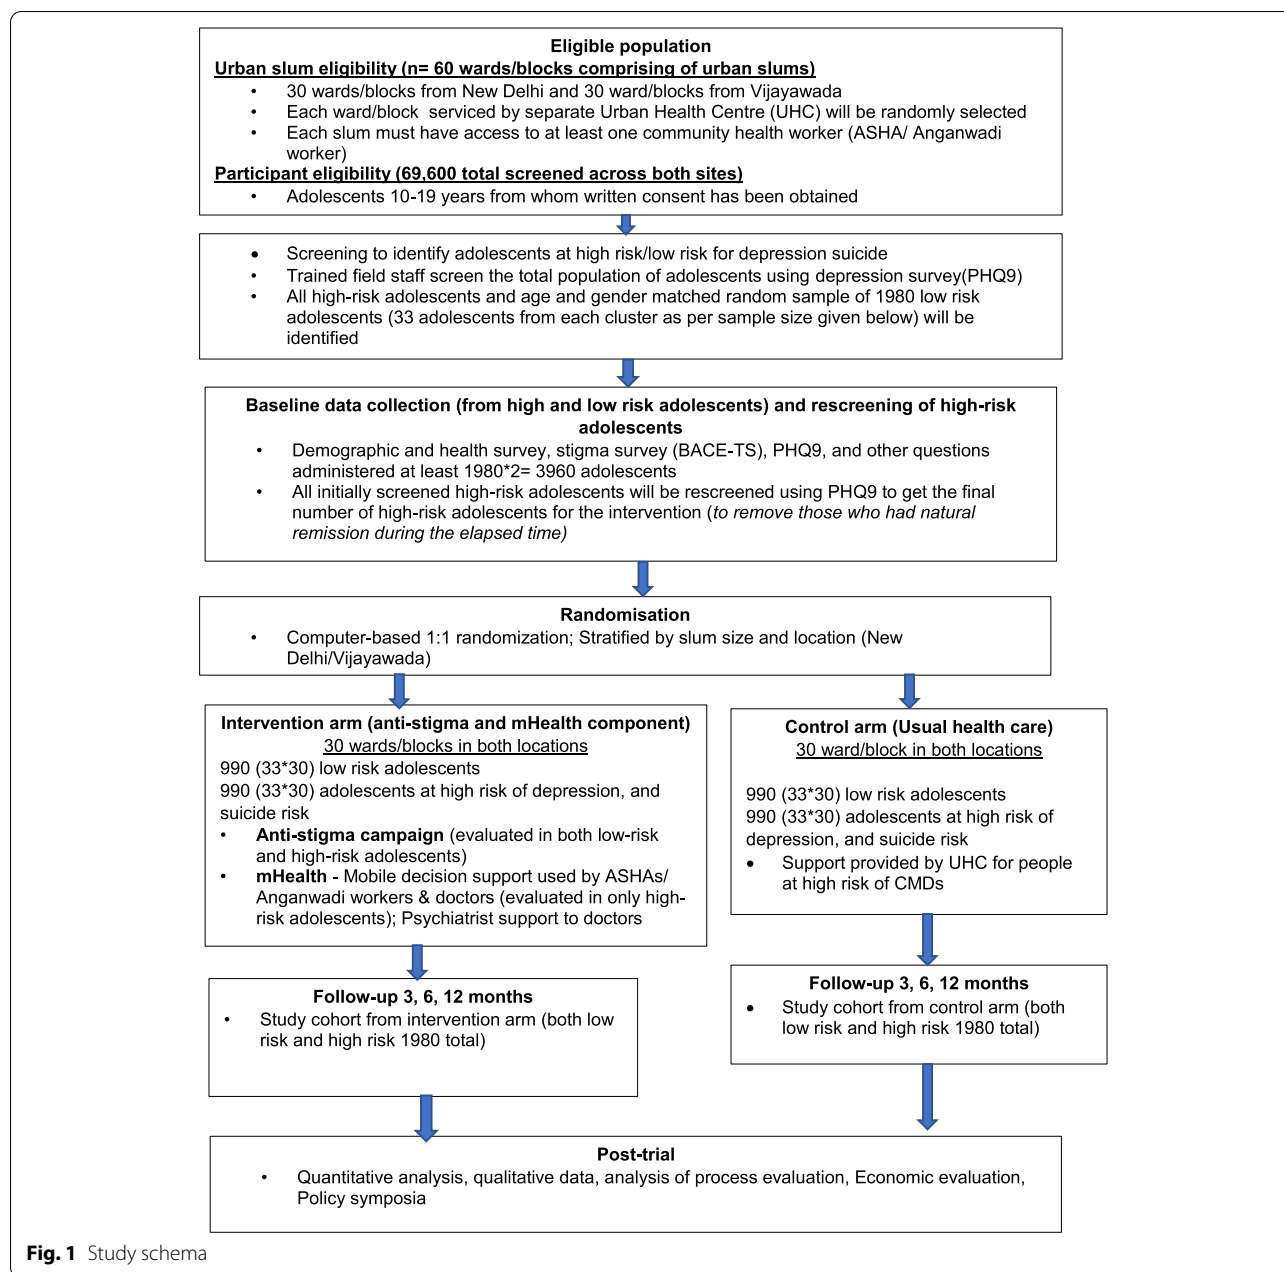 Eligible population
Urban slum eligibility (n= 60 wards/blocks comprising of urban slums)
• 30 wards/blocks from New Delhi and 30 ward/blocks from Vijayawada
• Each ward/block serviced by separate Urban Health Centre (UHC) will be randomly selected
• Each slum must have access to at least one community health worker (ASHA/ Anganwadi
worker)
Participant eligibility (69,600 total screened across both sites)
• Adolescents 10-19 years from whom written consent has been obtained
• Screening to identify adolescents at high risk/low risk for depression suicide
• Trained field staff screen the total population of adolescents using depression survey(PHQ9)
• All high-risk adolescents and age and gender matched random sample of 1980 low risk
adolescents (33 adolescents from each cluster as per sample size given below) will be
identified
Baseline data collection (from high and low risk adolescents) and rescreening of high-risk
adolescents
• Demographic and health survey, stigma survey (BACE-TS), PHQ9, and other questions
administered at least 1980*2= 3960 adolescents
• All initially screened high-risk adolescents will be rescreened using PHQ9 to get the final
number of high-risk adolescents for the intervention (to remove those who had natural
remission during the elapsed time)
Randomisation
• Computer-based 1:1 randomization; Stratified by slum size and location (New
Delhi/Vijayawada)
Intervention arm (anti-stigma and mHealth component)
30 wards/blocks in both locations
990 (33*30) low risk adolescents
990 (33*30) adolescents at high risk of depression, and
suicide risk
• Anti-stigma campaign (evaluated in both low-risk
and high-risk adolescents)
• mHealth - Mobile decision support used by ASHAs/
Anganwadi workers & doctors (evaluated in only high-
risk adolescents); Psychiatrist support to doctors
Control arm (Usual health care)
30 ward/block in both locations
990 (33*30) low risk adolescents
990 (33*30) adolescents at high risk of
depression, and suicide risk
• Support provided by UHC for people
at high risk of CMDs
Follow-up 3, 6, 12 months
• Study cohort from intervention arm (both low
risk and high risk 1980 total)
Follow-up 3, 6, 12 months
• Study cohort from control arm (both
low risk and high risk 1980 total)
Post-trial
• Quantitative analysis, qualitative data, analysis of process evaluation, Economic evaluation,
Policy symposia
Fig. 1 Study schema